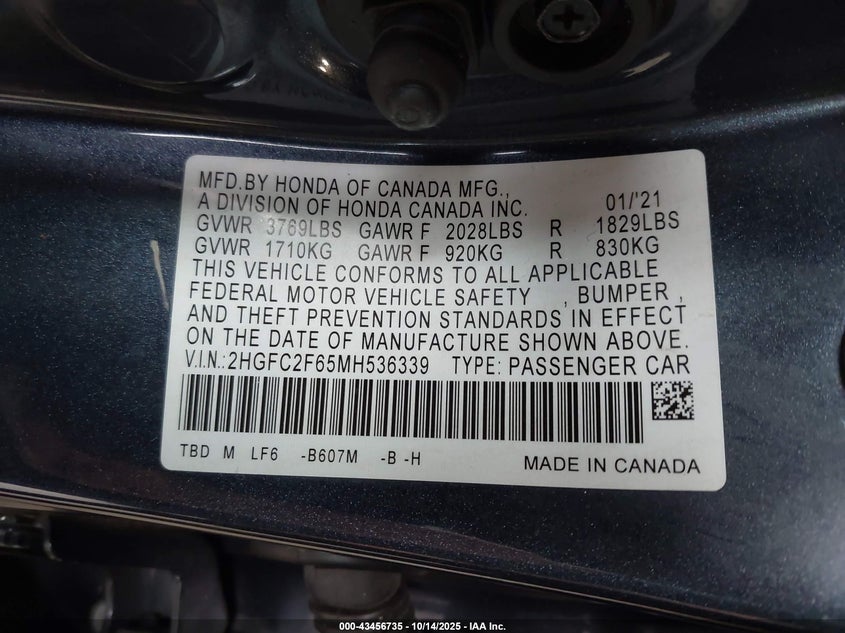 MFD.BY HONDA OF CANADA MFG.,
A DIVISION OF HONDA CANADA INC. 01/'21
GVWR 3769LBS GAWR F 2028LBS R 1829LBS
GVWR 1710KG GAWR F 920KG R 830KG
THIS VEHICLE CONFORMS TO ALL APPLICABLE
FEDERAL MOTOR VEHICLE SAFETY , BUMPER ,
AND THEFT PREVENTION STANDARDS IN EFFECT
ON THE DATE OF MANUFACTURE SHOWN ABOVE.
V.I.N.:2HGFC2F65MH536339 TYPE: PASSENGER CAR
TBD M LF6 -B607M -B -H
MADE IN CANADA
000-43456735 - 10/14/2025 - IAA Inc.